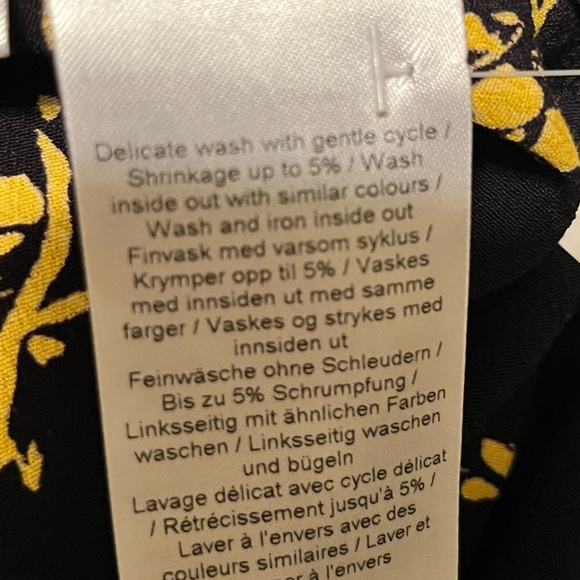 Delicate wash with gentle cycle /
Shrinkage up to 5% / Wash
inside out with similar colours /
Wash and iron inside out
Finvask med varsom syklus /
Krymper opp til 5% / Vaskes
med innsiden ut med samme
farger / Vaskes og strykes med
innsiden ut
Feinwäsche ohne Schleudern /
Bis zu 5% Schrumpfung /
Linksseitig mit ähnlichen Farben
waschen / Linksseitig waschen
und bügeln
Lavage délicat avec cycle délicat
/ Rétrécissement jusqu'à 5% /
Laver à l'envers avec des
couleurs similaires / Laver et
à l'envers